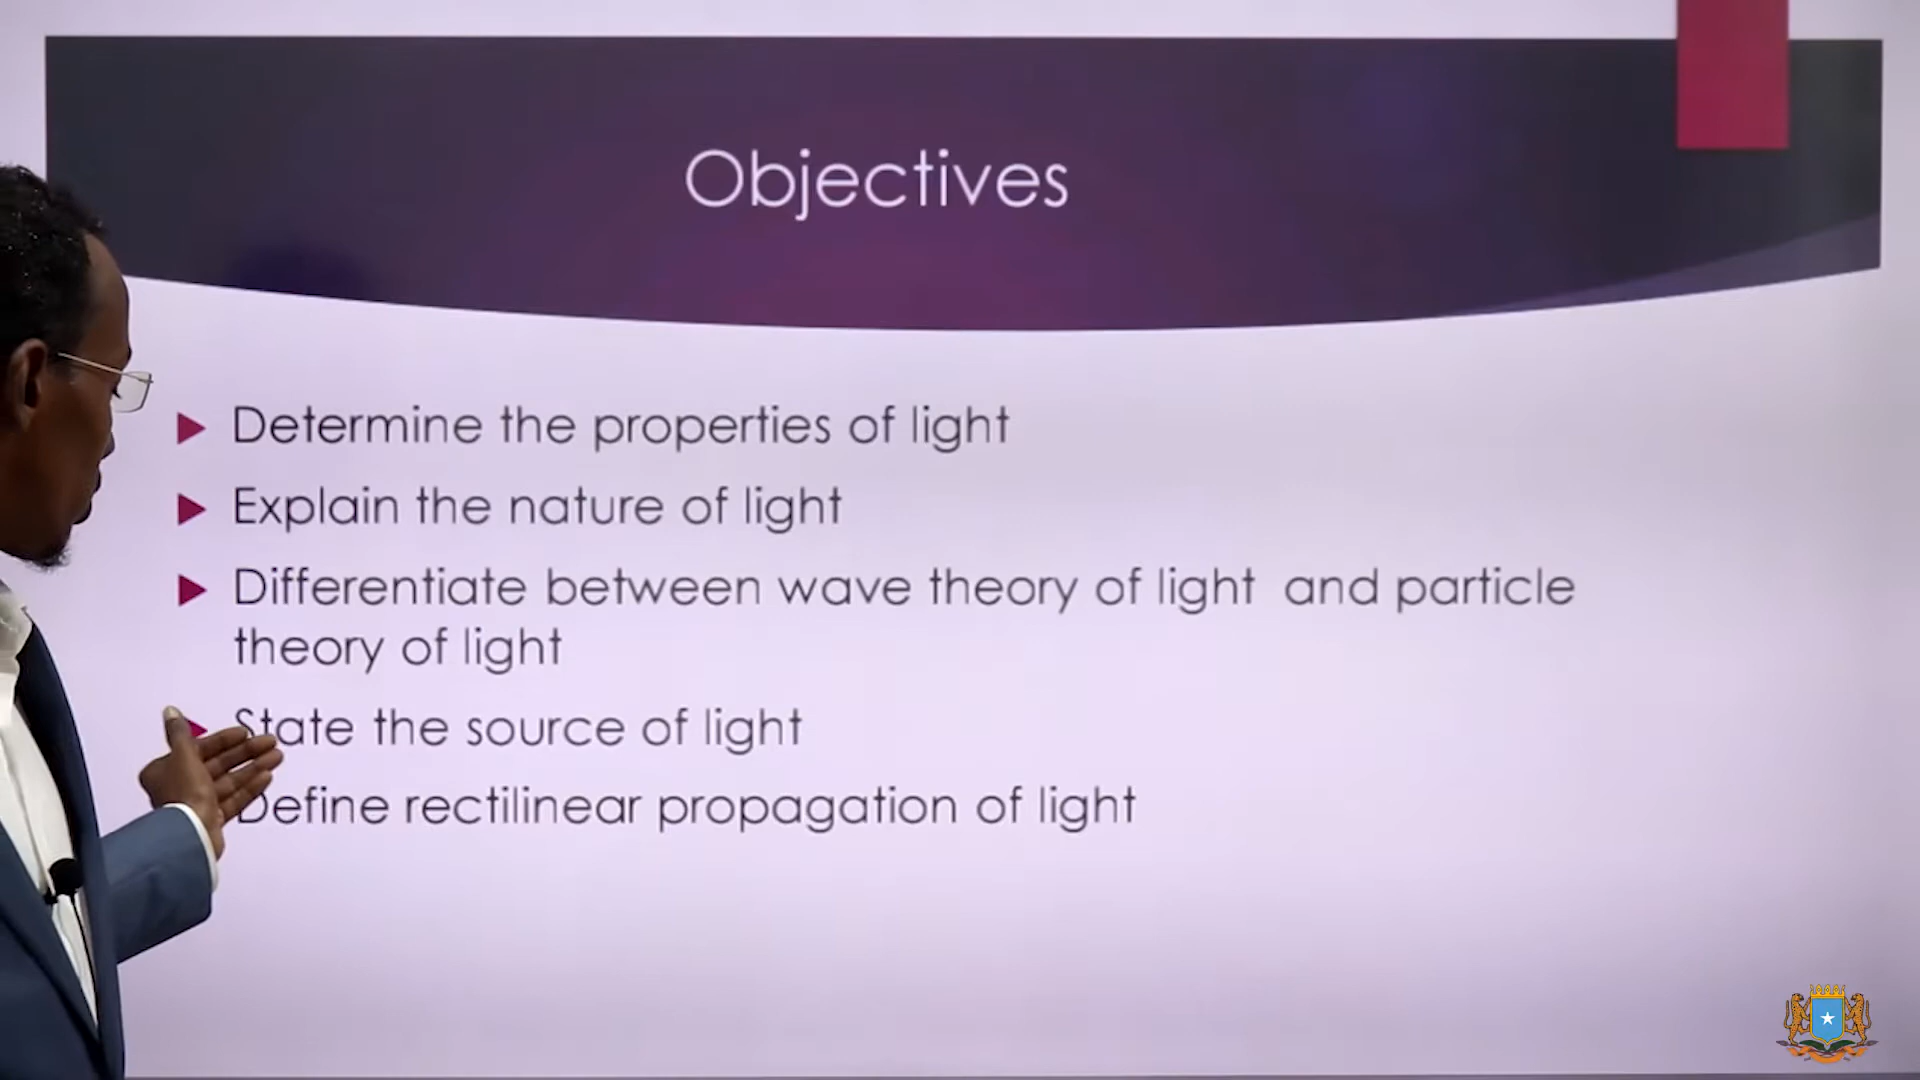 Objectives
Determine the properties of light
Explain the nature of light
Differentiate between wave theory of light and particle
theory of light
State the source of light
Define rectilinear propagation of light